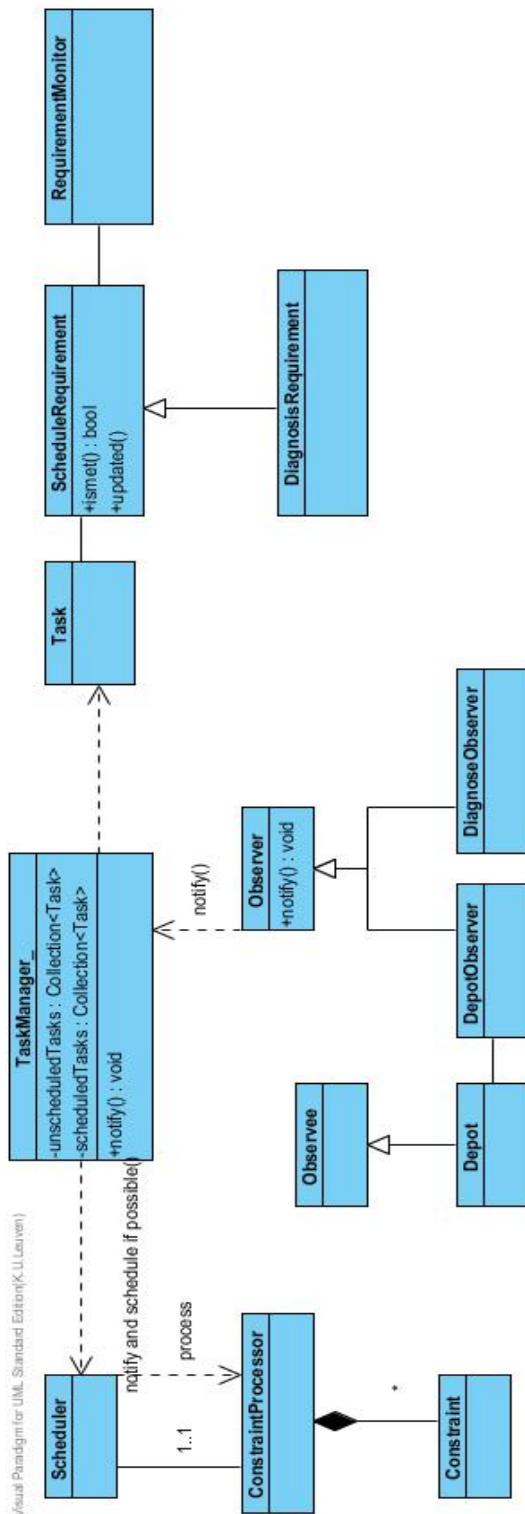 Visual Paradigm for UML Standard Edition(K.U.Leuven)
Scheduler
TaskManager_
-unscheduledTasks : Collection<Task>
-scheduledTasks : Collection<Task>
+notify() : void
Task
ScheduleRequirement
+ismet() : bool
+updated()
RequirementMonitor
notify and schedule if possible()
process
1..1
notify()
ConstraintProcessor
Observee
Observer
+notify() : void
DiagnosisRequirement
*
Constraint
Depot
DepotObserver
DiagnoseObserver